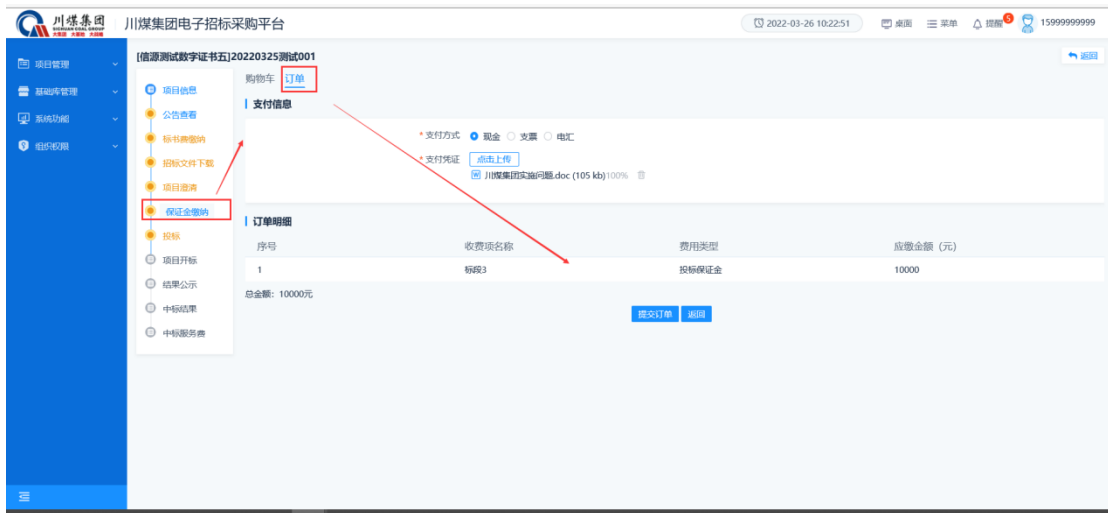 川煤集团
SICHUAN COAL GROUP
川煤集团电子招标采购平台
2022-03-26 10:22:51
桌面
菜单
提醒
5
15999999999
项目管理
基础库管理
系统功能
组织权限
[信源测试数字证书五]20220325测试001
返回
项目信息
公告查看
标书费缴纳
招标文件下载
项目澄清
保证金缴纳
投标
项目开标
结果公示
中标结果
中标服务费
购物车 订单
支付信息
* 支付方式 现金 支票 电汇
* 支付凭证 点击上传
川煤集团实施问题.doc (105 kb)100%
订单明细
序号 收费项名称 费用类型 应缴金额（元）
1 标段3 投标保证金 10000
总金额：10000元
提交订单 返回